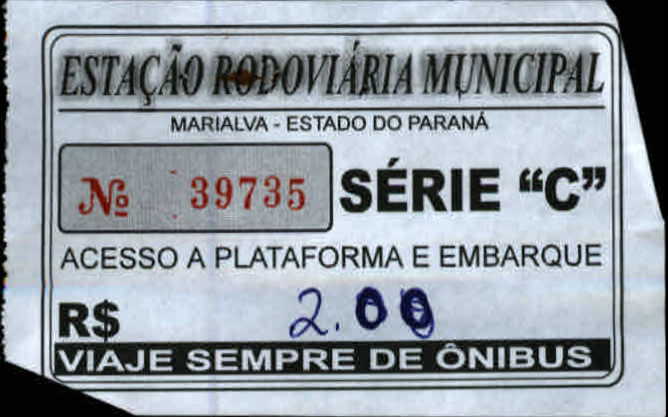 ESTAÇÃO RODOVIÁRIA MUNICIPAL
MARIALVA - ESTADO DO PARANÁ
Nº 39735 SÉRIE “C”
ACESSO A PLATAFORMA E EMBARQUE
R$ 2.00
VIAJE SEMPRE DE ÔNIBUS